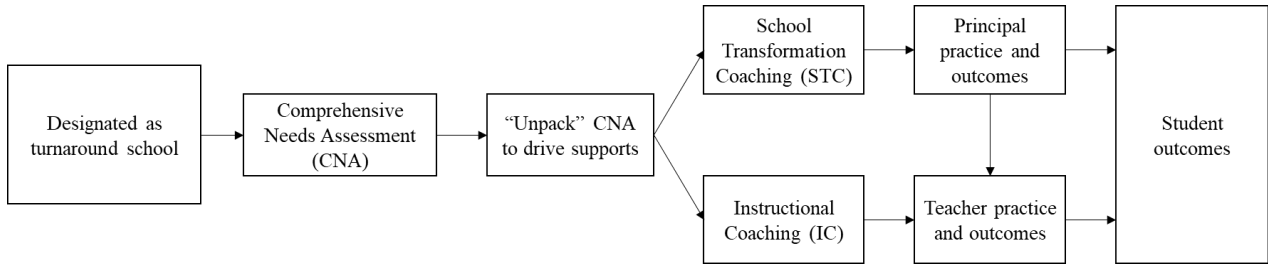 Designated as
turnaround school
Comprehensive
Needs Assessment
(CNA)
“Unpack” CNA
to drive supports
School
Transformation
Coaching (STC)
Instructional
Coaching (IC)
Principal
practice and
outcomes
Teacher practice
and outcomes
Student
outcomes